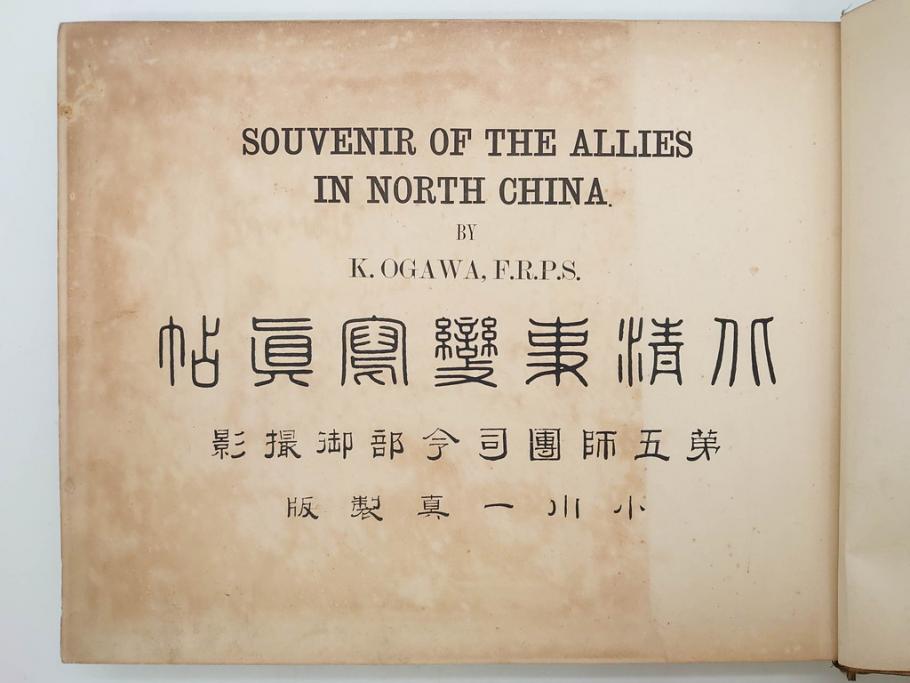 SOUVENIR OF THE ALLIES
IN NORTH CHINA.
BY
K. OGAWA, F.R.P.S.
北清事變寫眞帖
第五師團司令部御撮影
小川一真製版